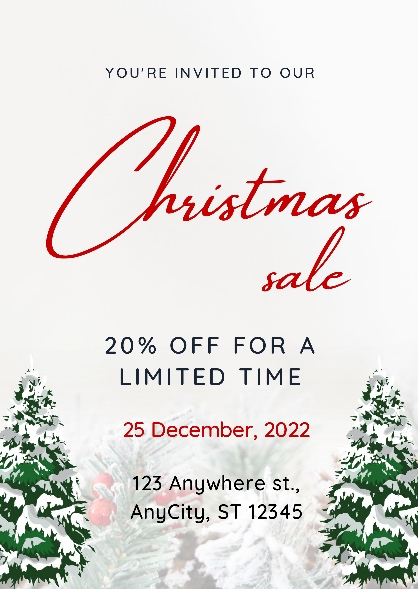 YOU'RE INVITED TO OUR
Christmas
sale
20% OFF FOR A
LIMITED TIME
25 December, 2022
123 Anywhere st.,
AnyCity, ST 12345